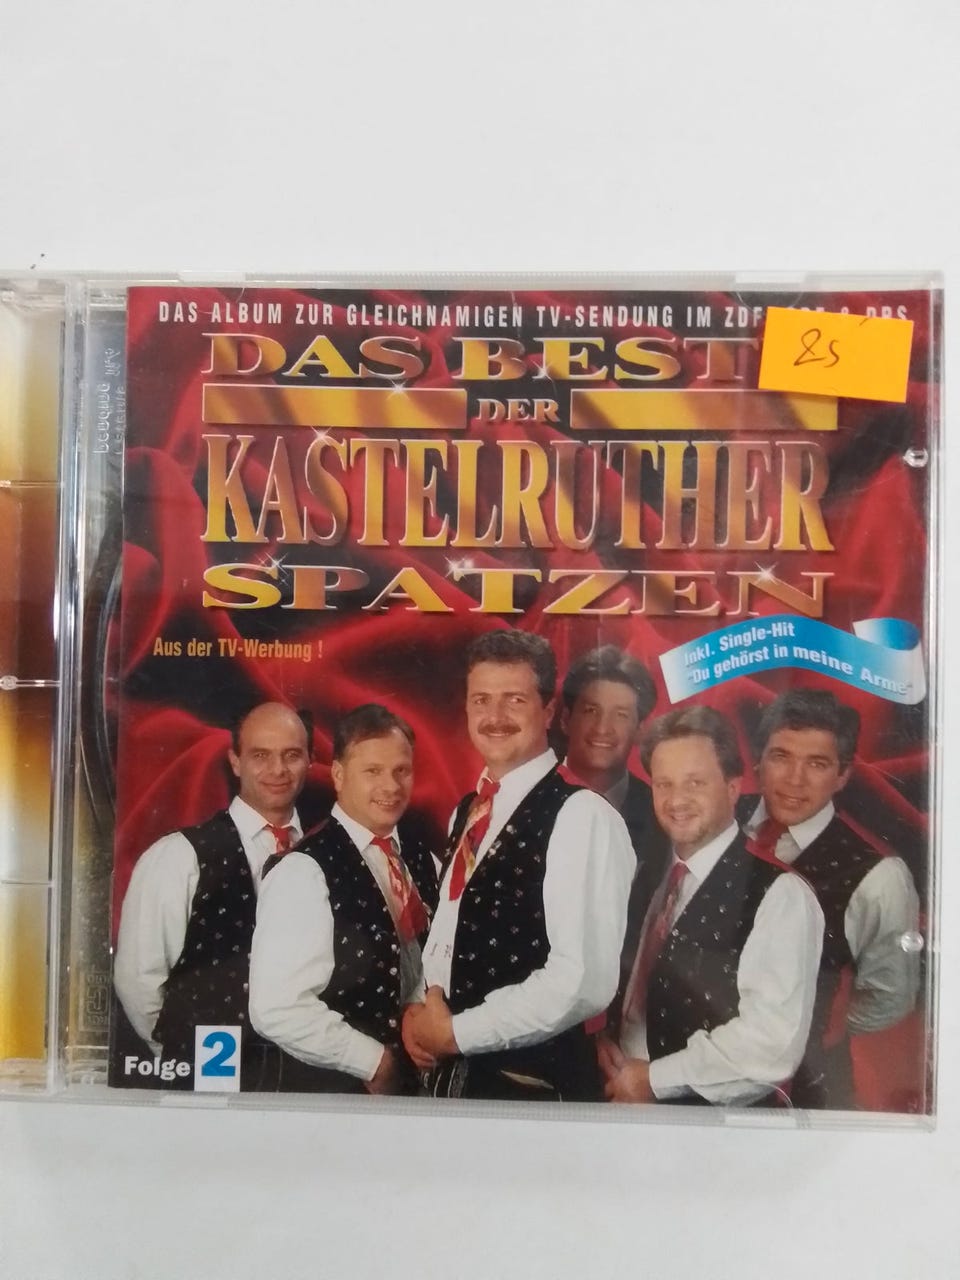 DAS ALBUM ZUR GLEICHNAMIGEN TV-SENDUNG IM
25
DAS BEST
DER
KASTELRUTHER
SPATZEN
Aus der TV-Werbung !
Inkl. Single-Hit
"Du gehörst in meine Arme"
Folge 2